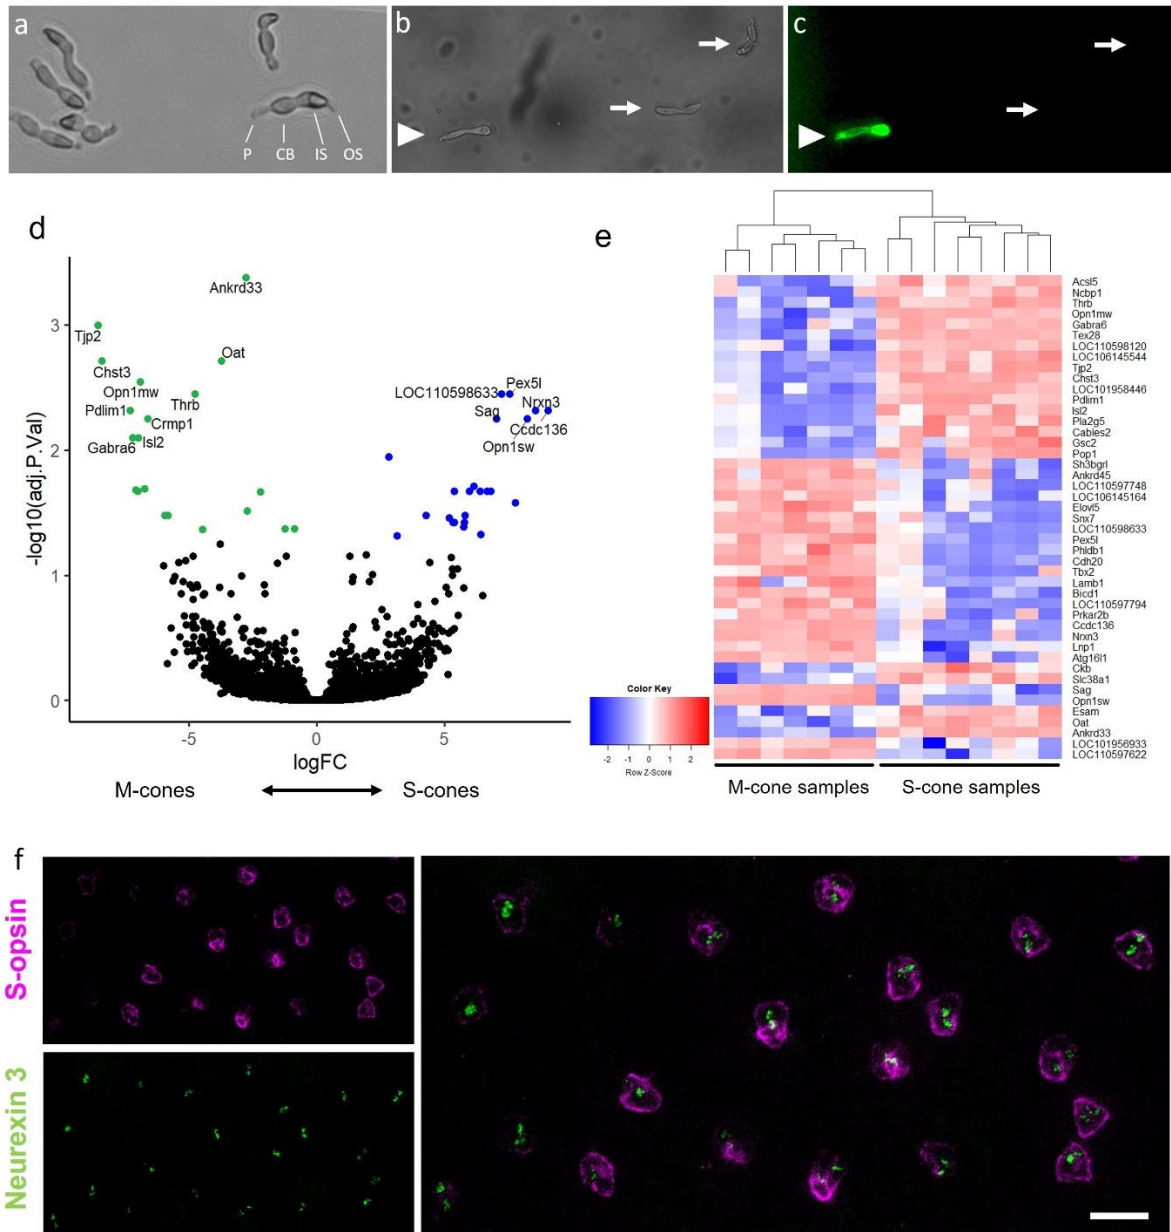 a
P CB IS OS
b
c
d
-log10(adj.P.Val)
3
2
1
0
-5
0
5
logFC
M-cones
S-cones
Ankrd33
Tjp2
Oat
Chst3
Opn1mw
Thrb
Pdlim1
Crmp1
Gabra6
Isl2
LOC110598633
Pex5l
Nrxn3
Sag
Ccdc136
Opn1sw
e
Acsl5
Ncbp1
Thrb
Opn1mw
Gabra6
Tex28
LOC110598120
LOC106145544
Tjp2
Chst3
LOC101958446
Pdlim1
Isl2
Pla2g5
Cables2
Gsc2
Pop1
Sh3bgrl
Ankrd45
LOC110597748
LOC106145164
Elovl5
Snx7
LOC110598633
Pex5l
Phldb1
Cdh20
Tbx2
Lamb1
Bicd1
LOC110597794
Prkar2b
Ccdc136
Nrxn3
Lnp1
Atg16l1
Ckb
Slc38a1
Sag
Opn1sw
Esam
Oat
Ankrd33
LOC101956933
LOC110597622
Color Key
-2 -1 0 1 2
Row Z-Score
M-cone samples
S-cone samples
f
S-opsin
Neurexin 3